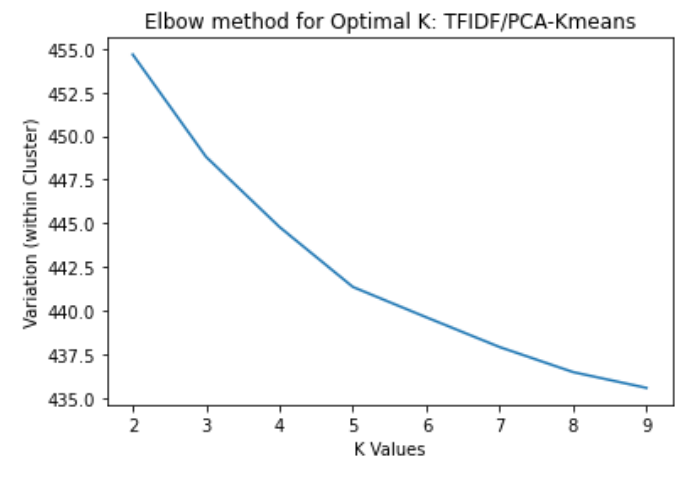 Elbow method for Optimal K: TFIDF/PCA-Kmeans
455.0
452.5
450.0
447.5
445.0
442.5
440.0
437.5
435.0
Variation (within Cluster)
2 3 4 5 6 7 8 9
K Values